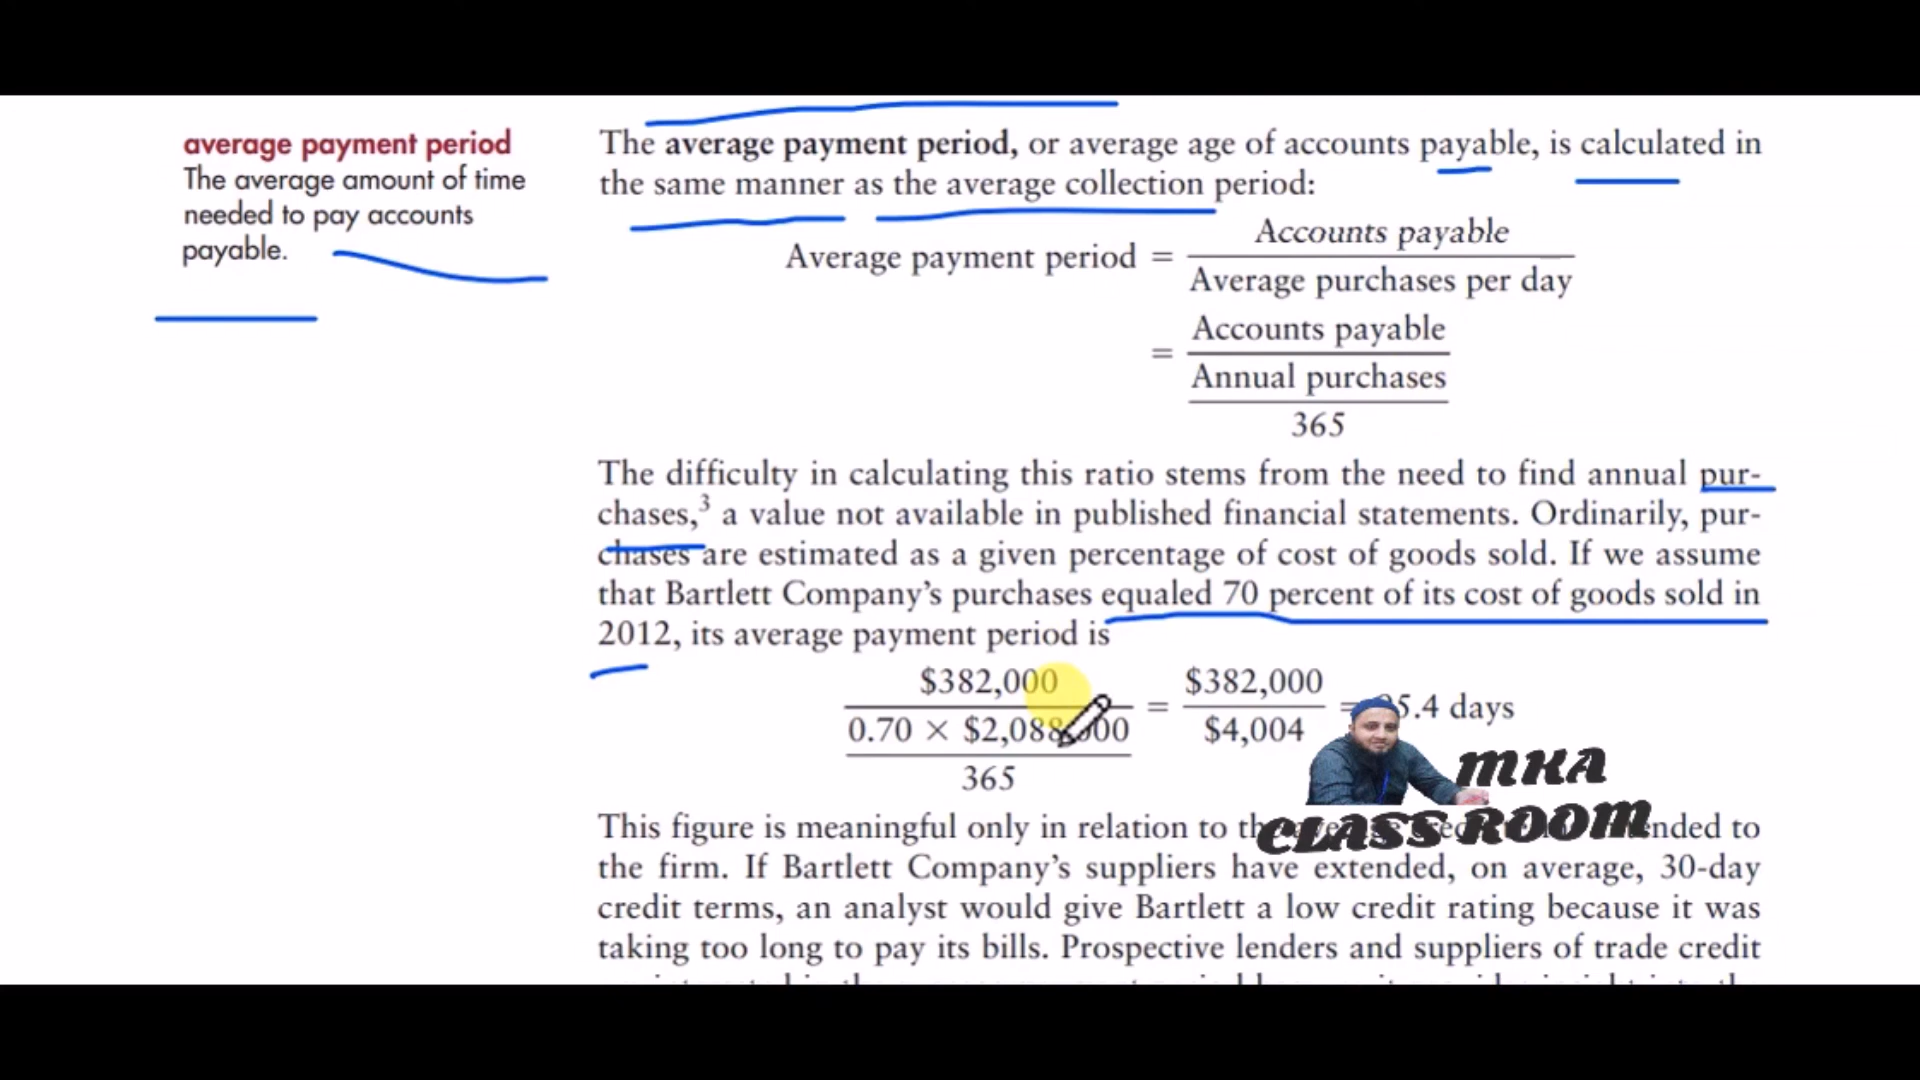 average payment period
The average amount of time
needed to pay accounts
payable.
The average payment period, or average age of accounts payable, is calculated in
the same manner as the average collection period:
Average payment period = Accounts payable
Average purchases per day
= Accounts payable
Annual purchases
365
The difficulty in calculating this ratio stems from the need to find annual pur-
chases,3 a value not available in published financial statements. Ordinarily, pur-
chases are estimated as a given percentage of cost of goods sold. If we assume
that Bartlett Company's purchases equaled 70 percent of its cost of goods sold in
2012, its average payment period is
$382,000
0.70 × $2,088,000
365
= $382,000
$4,004
= 5.4 days
MKA
CLASS ROOM
This figure is meaningful only in relation to
the firm. If Bartlett Company's suppliers have extended, on average, 30-day
credit terms, an analyst would give Bartlett a low credit rating because it was
taking too long to pay its bills. Prospective lenders and suppliers of trade credit